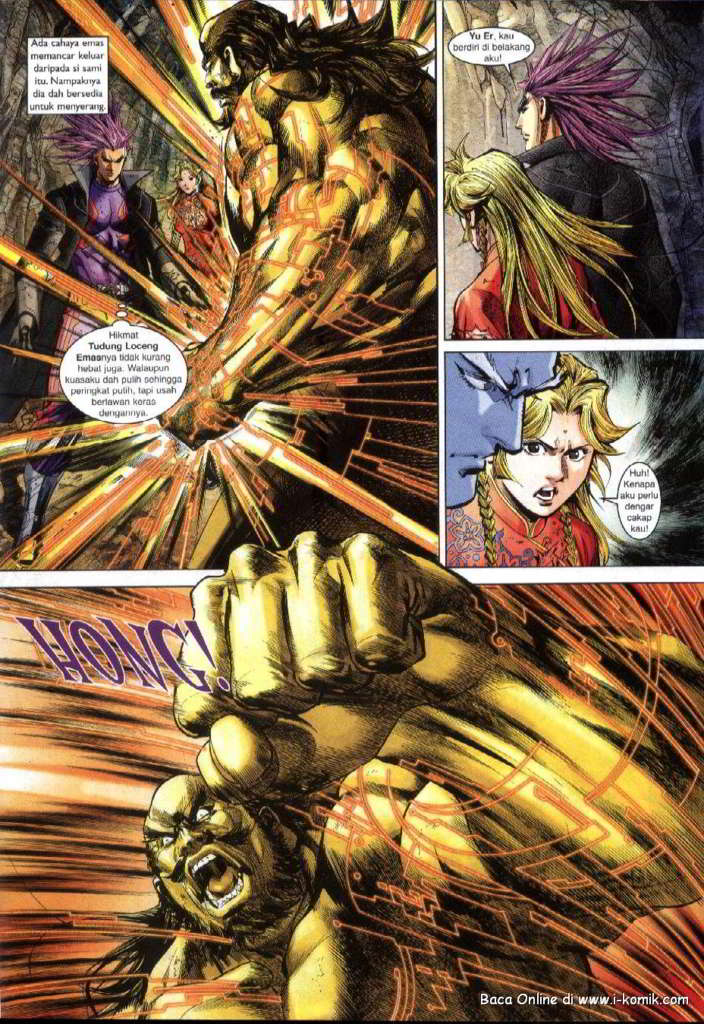 Ada cahaya emas
memancar keluar
daripada si sami
itu. Nampaknya
dia dah bersedia
untuk menyerang.
Yu Er, kau
berdiri di belakang
aku!
Hikmat
Tudung Loceng
Emasnya tidak kurang
hebat juga. Walaupun
kuasaku dah pulih sehingga
peringkat putih, tapi usah
berlawan keras
dengannya.
Huh!
Kenapa
aku perlu
dengar
cakap
kau!
HONG!
Baca Online di www.i-komik.com